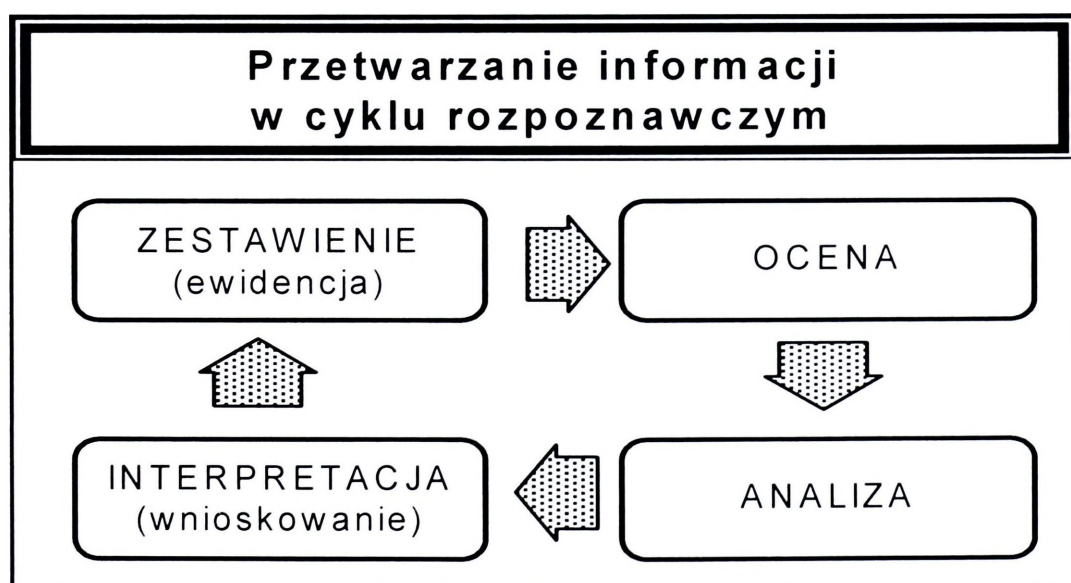 Przetwarzanie informacji
w cyklu rozpoznawczym
ZESTAWIENIE
(ewidencja)
OCENA
INTERPRETACJA
(wnioskowanie)
ANALIZA